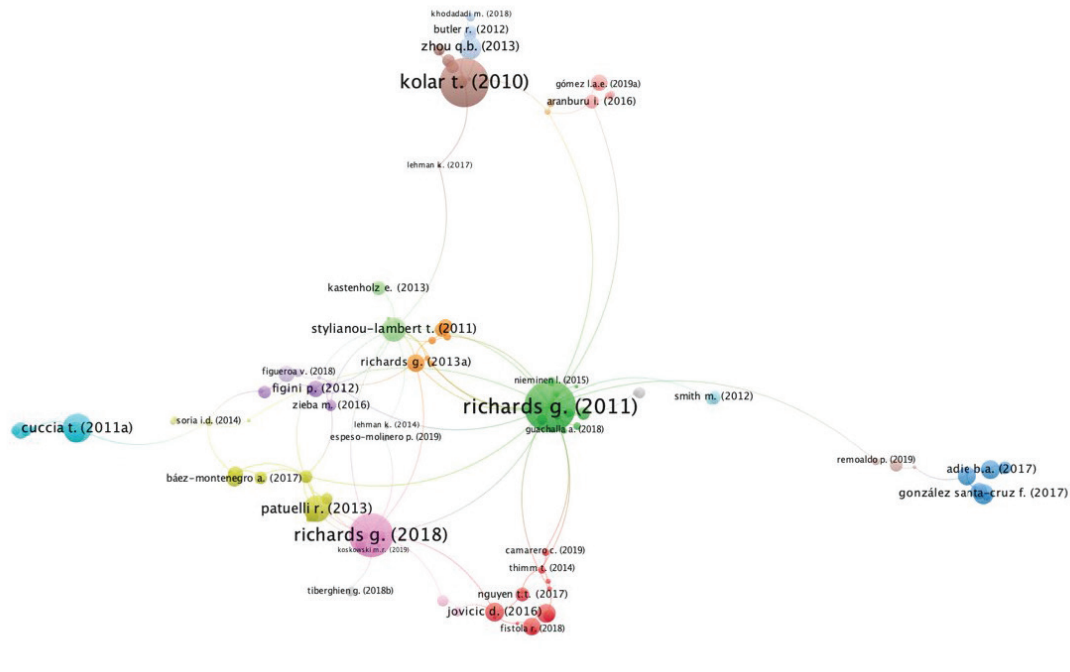 khodadadi m. (2018)
butler r. (2012)
zhou q.b. (2013)
kolar t. (2010)
gómez l.a.e. (2019a)
aranburu i. (2016)
lehman k. (2017)
kastenholz e. (2013)
stylianou-lambert t. (2011)
richards g. (2013a)
figueroa v. (2018)
figini p. (2012)
zieba m. (2016)
nieminen l. (2015)
richards g. (2011)
guachalla a. (2018)
smith m. (2012)
cuccia t. (2011a)
soria i.d. (2014)
lehman k. (2014)
espeso-molinero p. (2019)
remoaldo p. (2019)
adie b.a. (2017)
gonzález santa-cruz f. (2017)
báez-montenegro a. (2017)
patuelli r. (2013)
richards g. (2018)
koskowski m.r. (2019)
camarero c. (2019)
thimm t. (2014)
tiberghien g. (2018b)
nguyen t.t. (2017)
jovicic d. (2016)
fistola r. (2018)